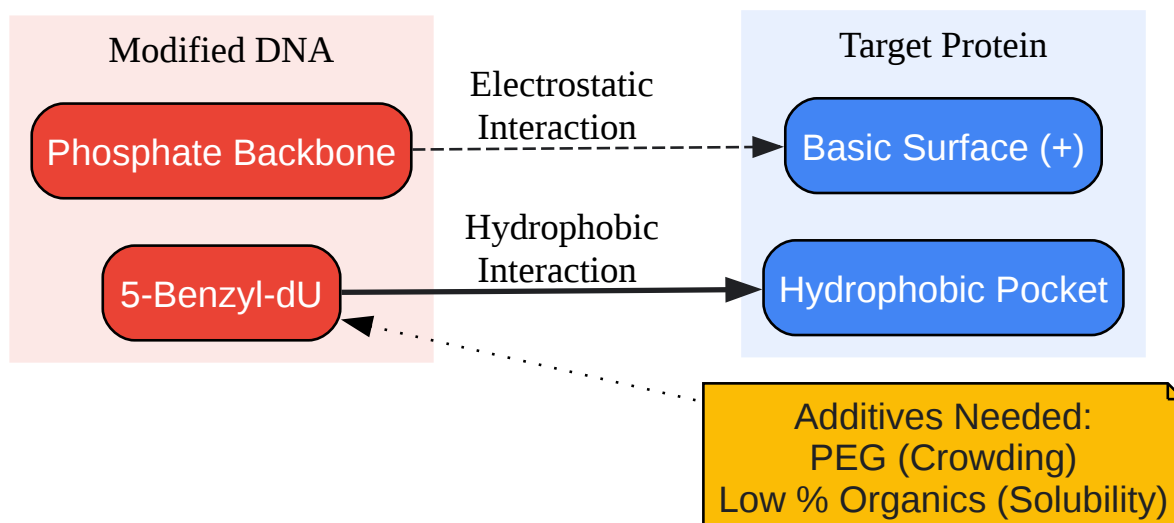 Modified DNA
Target Protein
Electrostatic
Interaction
Phosphate Backbone
Basic Surface (+)
Hydrophobic
Interaction
5-Benzyl-dU
Hydrophobic Pocket
Additives Needed:
PEG (Crowding)
Low % Organics (Solubility)